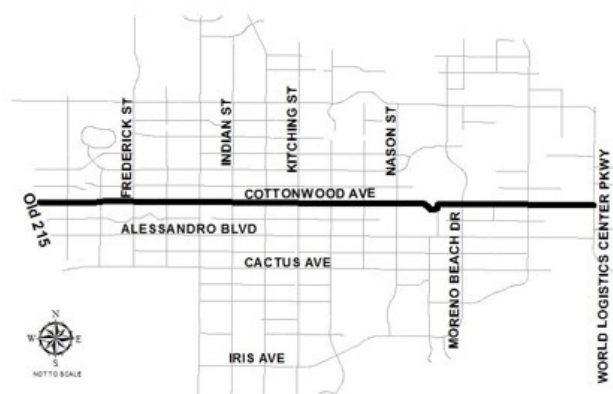 FREDERICK ST
INDIAN ST
KITCHING ST
NASON ST
COTTONWOOD AVE
Old 215
ALESSANDRO BLVD
CACTUS AVE
MORENO BEACH DR
WORLD LOGISTICS CENTER PKWY
N
W E
S
NOT TO SCALE
IRIS AVE